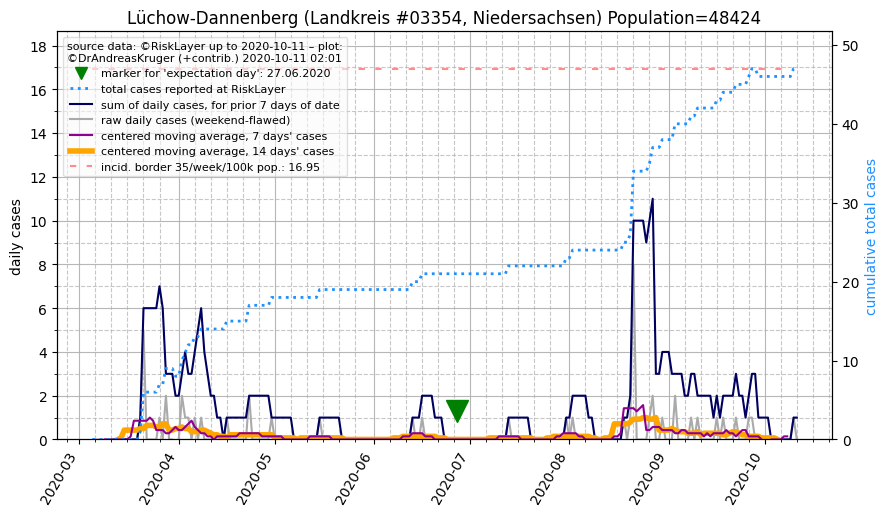 Lüchow-Dannenberg (Landkreis #03354, Niedersachsen) Population=48424
source data: ©RiskLayer up to 2020-10-11 – plot:
©DrAndreasKruger (+contrib.) 2020-10-11 02:01
marker for 'expectation day': 27.06.2020
total cases reported at RiskLayer
sum of daily cases, for prior 7 days of date
raw daily cases (weekend-flawed)
centered moving average, 7 days' cases
centered moving average, 14 days' cases
incid. border 35/week/100k pop.: 16.95
daily cases
18
16
14
12
10
8
6
4
2
0
50
40
30
20
10
0
cumulative total cases
2020-03
2020-04
2020-05
2020-06
2020-07
2020-08
2020-09
2020-10